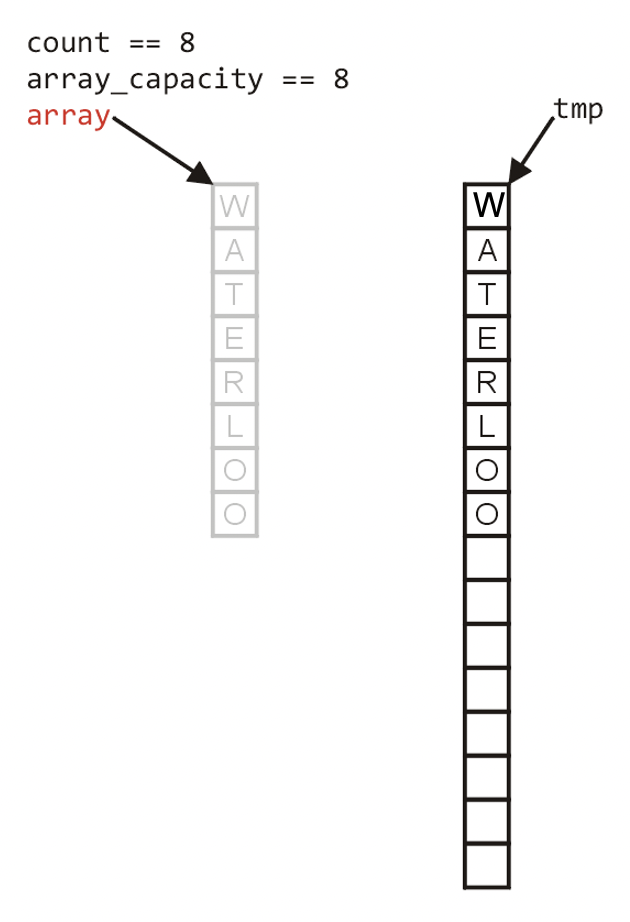 count == 8
array_capacity == 8
array
tmp
W
A
T
E
R
L
O
O
W
A
T
E
R
L
O
O